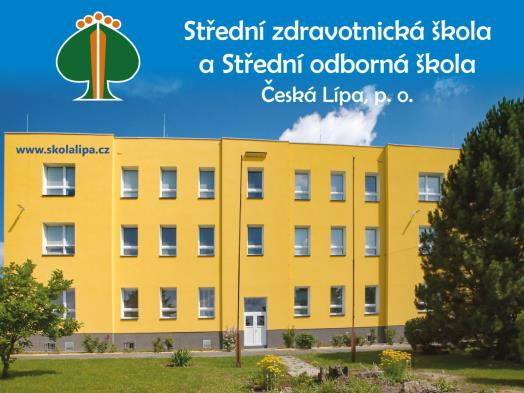 Střední zdravotnická škola
a Střední odborná škola
Česká Lípa, p. o.
www.skolalipa.cz